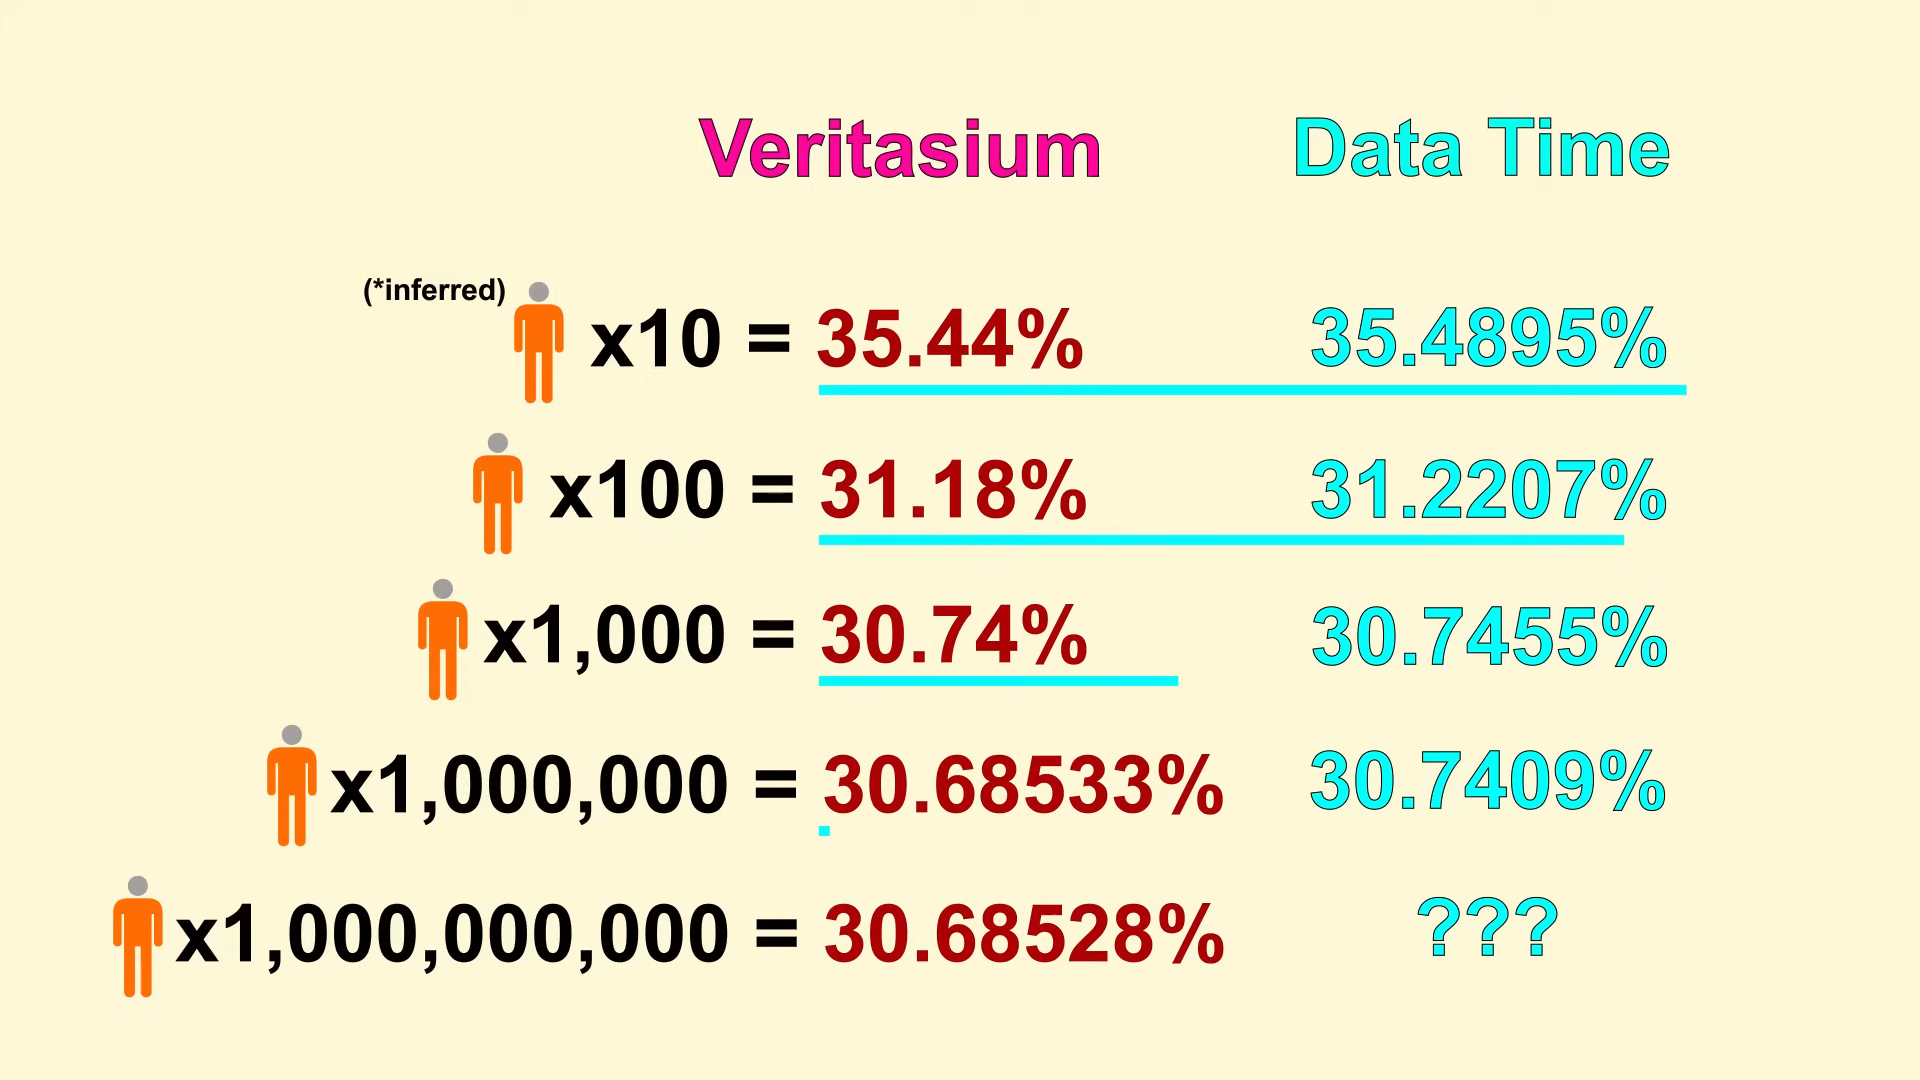 Veritasium Data Time
(*inferred)
x10 = 35.44% 35.4895%
x100 = 31.18% 31.2207%
x1,000 = 30.74% 30.7455%
x1,000,000 = 30.68533% 30.7409%
x1,000,000,000 = 30.68528% ???